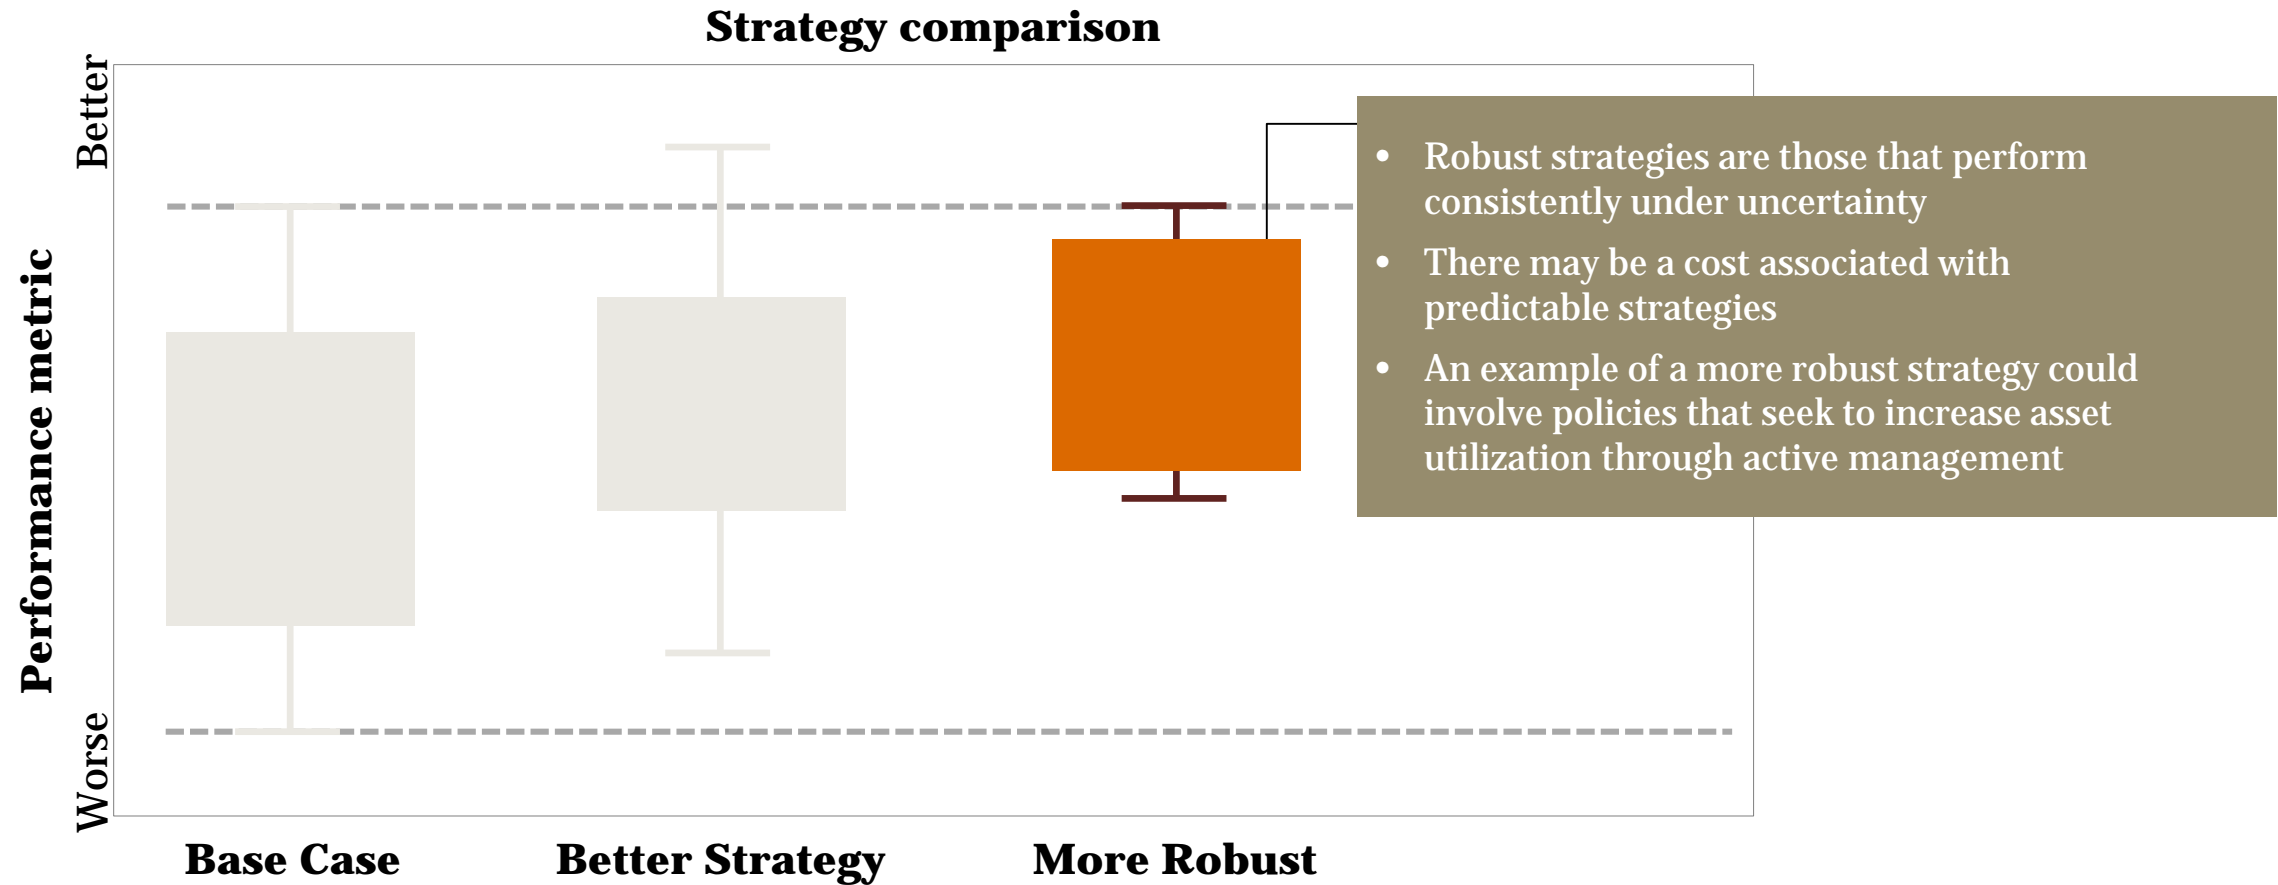 Strategy comparison
Better
Performance metric
Worse
• Robust strategies are those that perform
consistently under uncertainty
• There may be a cost associated with
predictable strategies
• An example of a more robust strategy could
involve policies that seek to increase asset
utilization through active management
Base Case
Better Strategy
More Robust